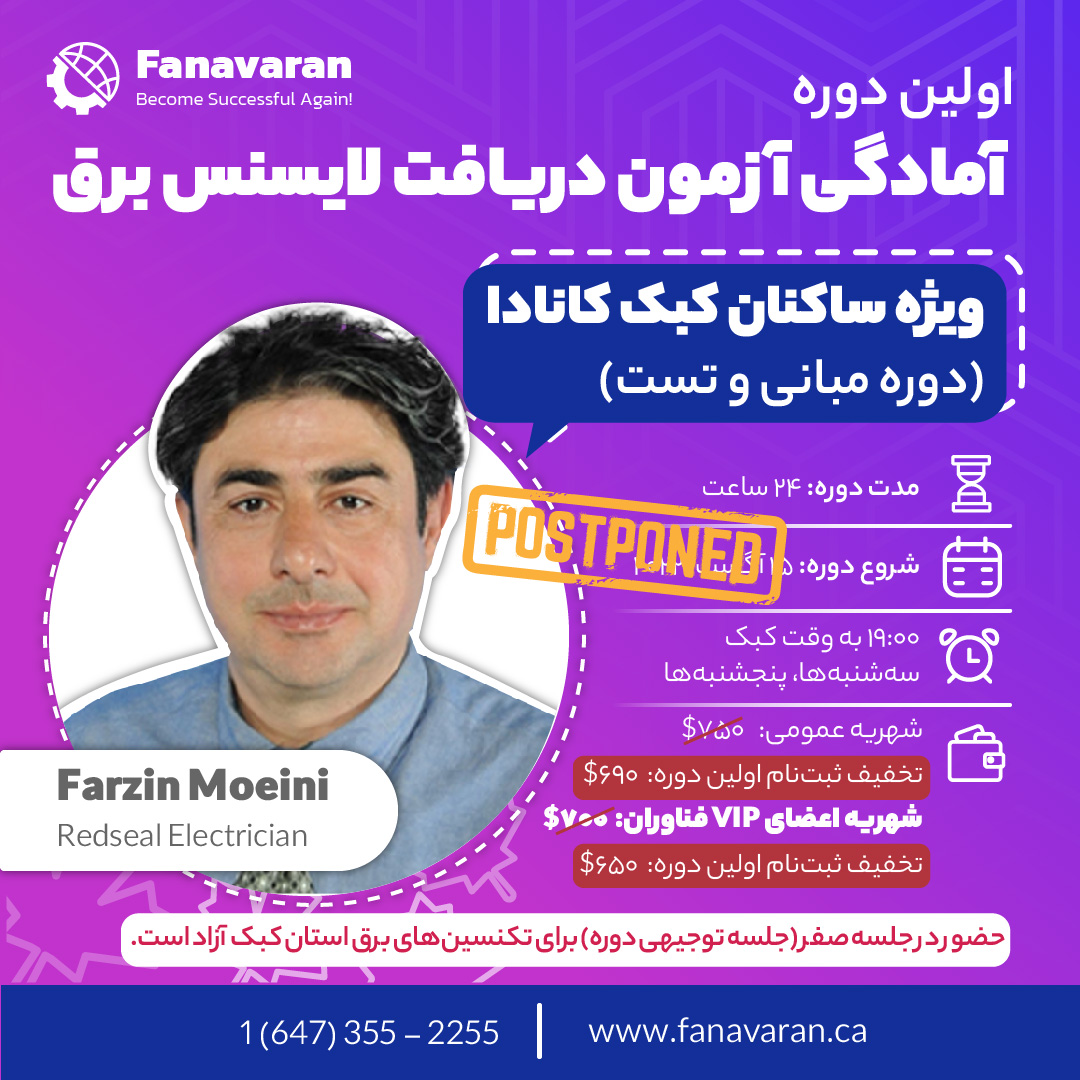 Fanavaran
Become Successful Again!
اولین دوره
آمادگی آزمون دریافت لایسنس برق
ویژه ساکنان کبک کانادا
(دوره مبانی و تست)
مدت دوره: ۲۴ ساعت
POSTPONED
شروع دوره: ۱۵ آگست
۱۹:۰۰ به وقت کبک
سه‌شنبه‌ها، پنجشنبه‌ها
شهریه عمومی: ۷۵۰$
تخفیف ثبت‌نام اولین دوره: ۶۹۰$
شهریه اعضای VIP فناوران: ۷۰۰$
تخفیف ثبت‌نام اولین دوره: ۶۵۰$
Farzin Moeini
Redseal Electrician
حضور در جلسه صفر (جلسه توجیهی دوره) برای تکنسین‌های برق استان کبک آزاد است.
1 (647) 355 – 2255
www.fanavaran.ca